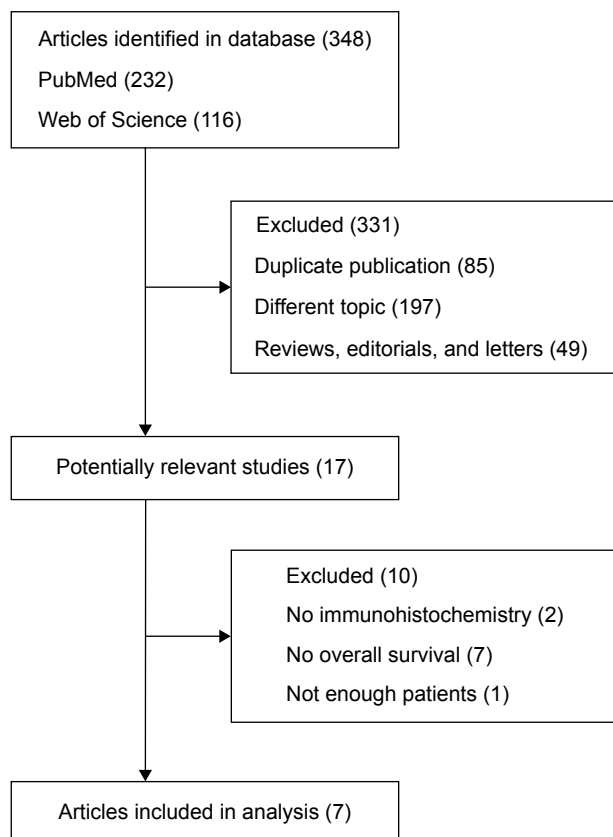 Articles identified in database (348)
PubMed (232)
Web of Science (116)
Excluded (331)
Duplicate publication (85)
Different topic (197)
Reviews, editorials, and letters (49)
Potentially relevant studies (17)
Excluded (10)
No immunohistochemistry (2)
No overall survival (7)
Not enough patients (1)
Articles included in analysis (7)